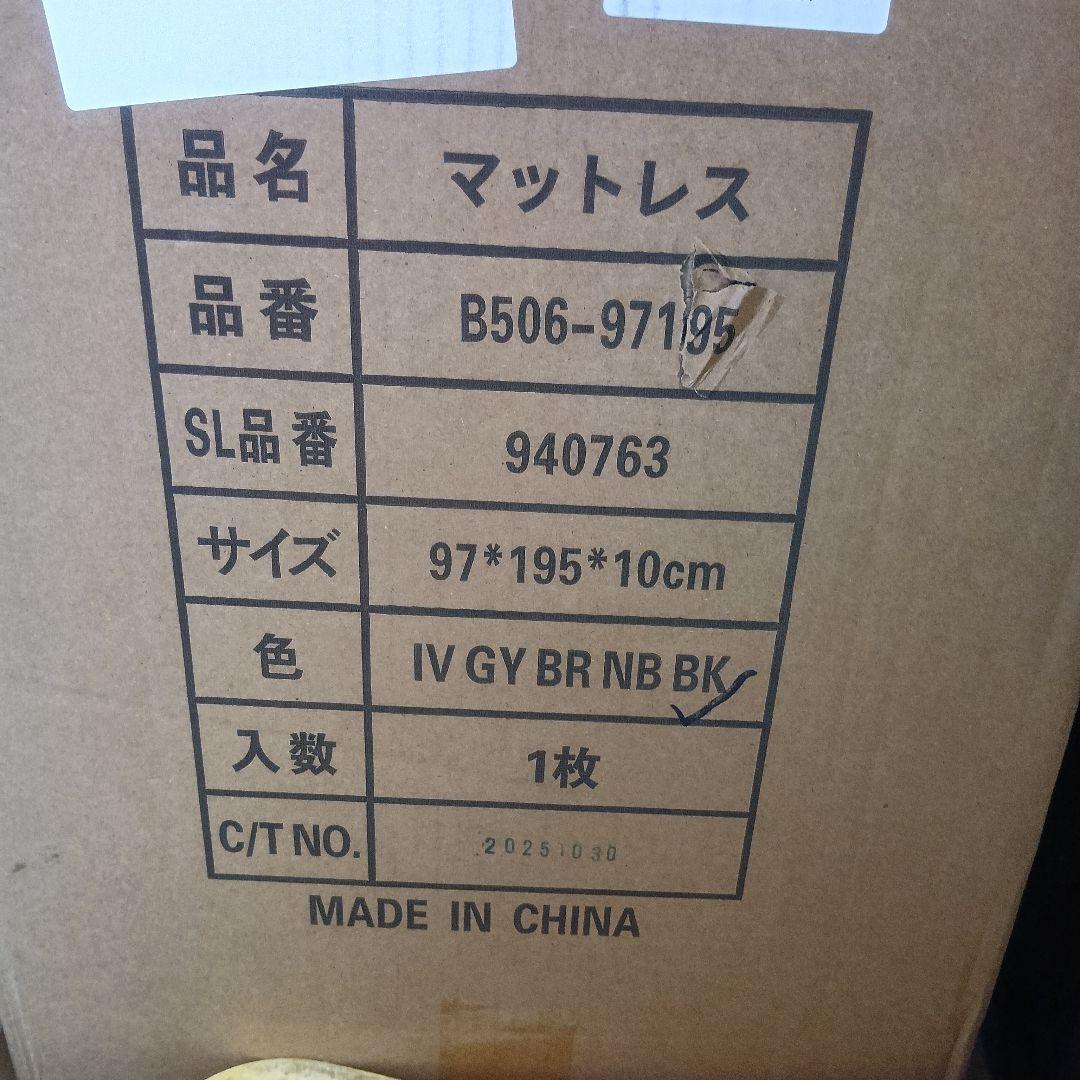 品名 マットレス
品番 B506-97195
SL品番 940763
サイズ 97*195*10cm
色 IV GY BR NB BK
入数 1枚
C/T NO. 20251030
MADE IN CHINA